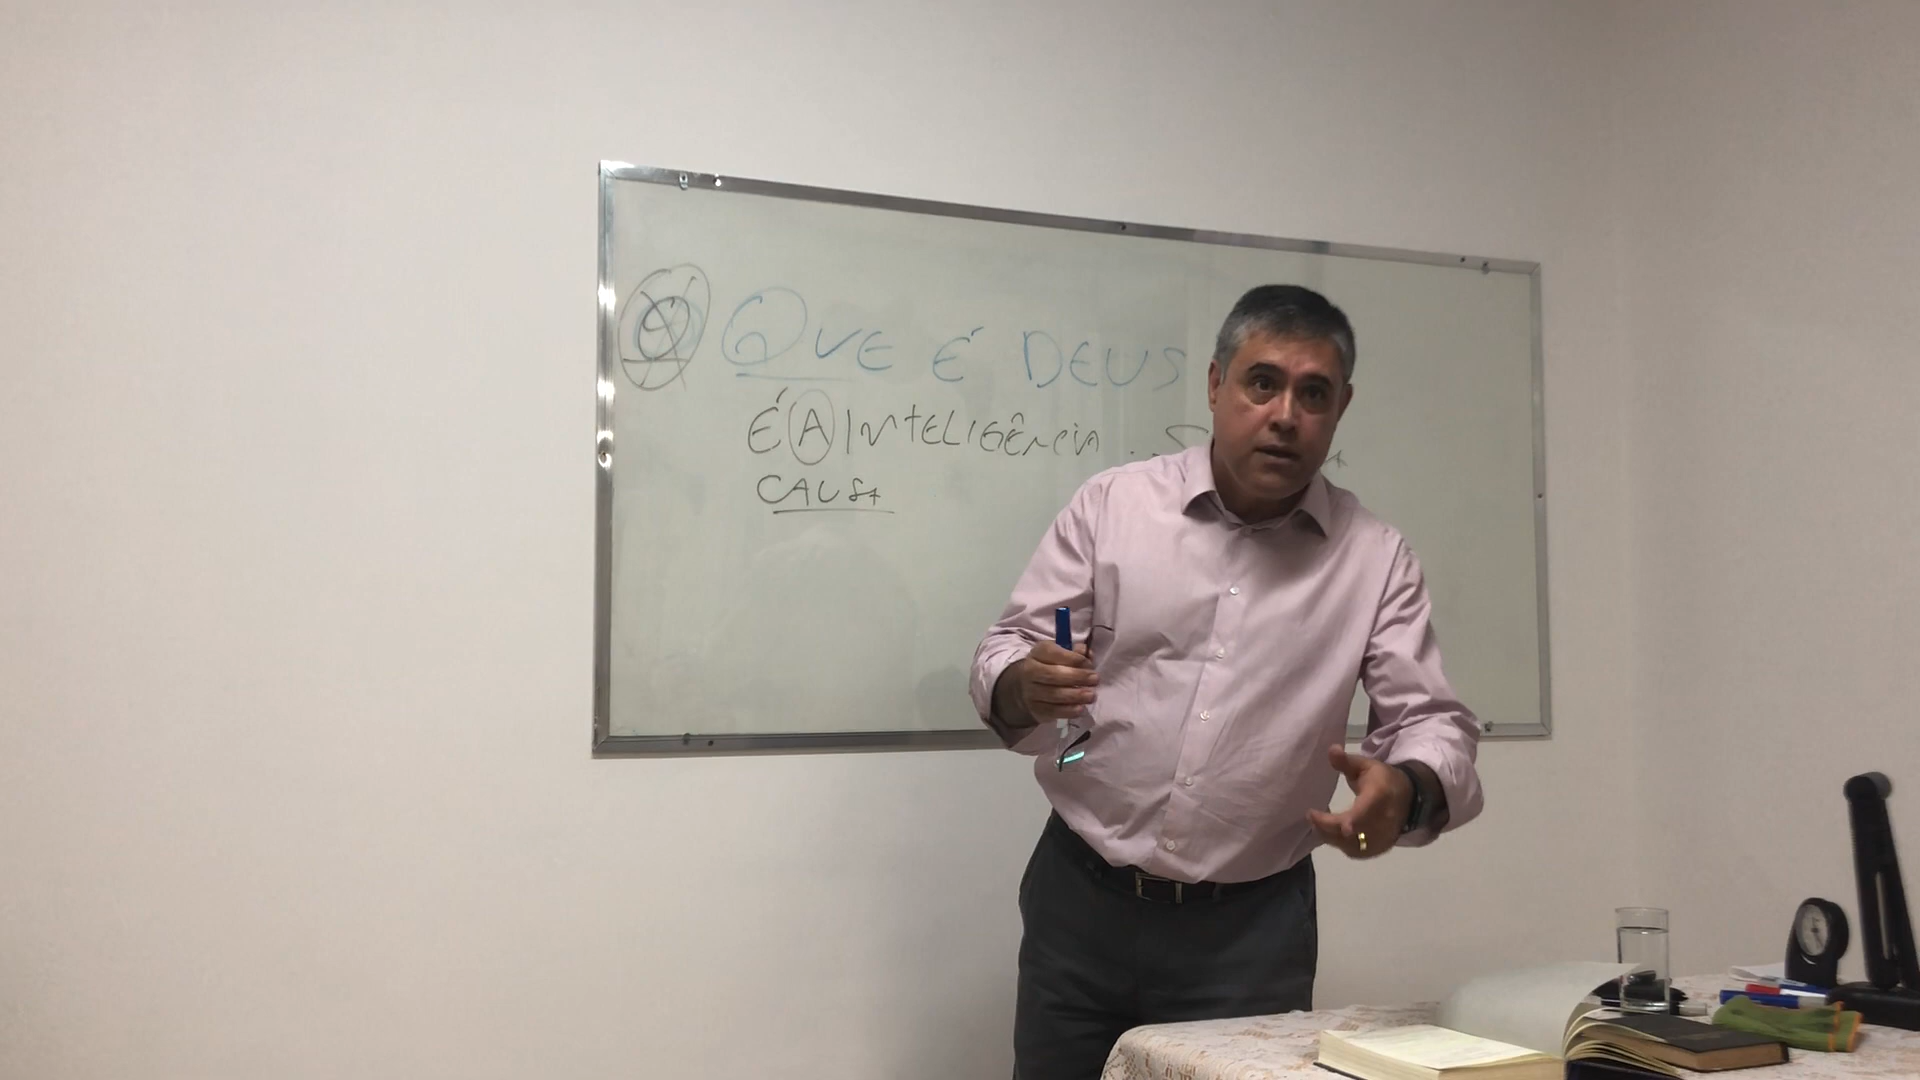 QUE É DEUS
É A INTELIGÊNCIA
CAUSA